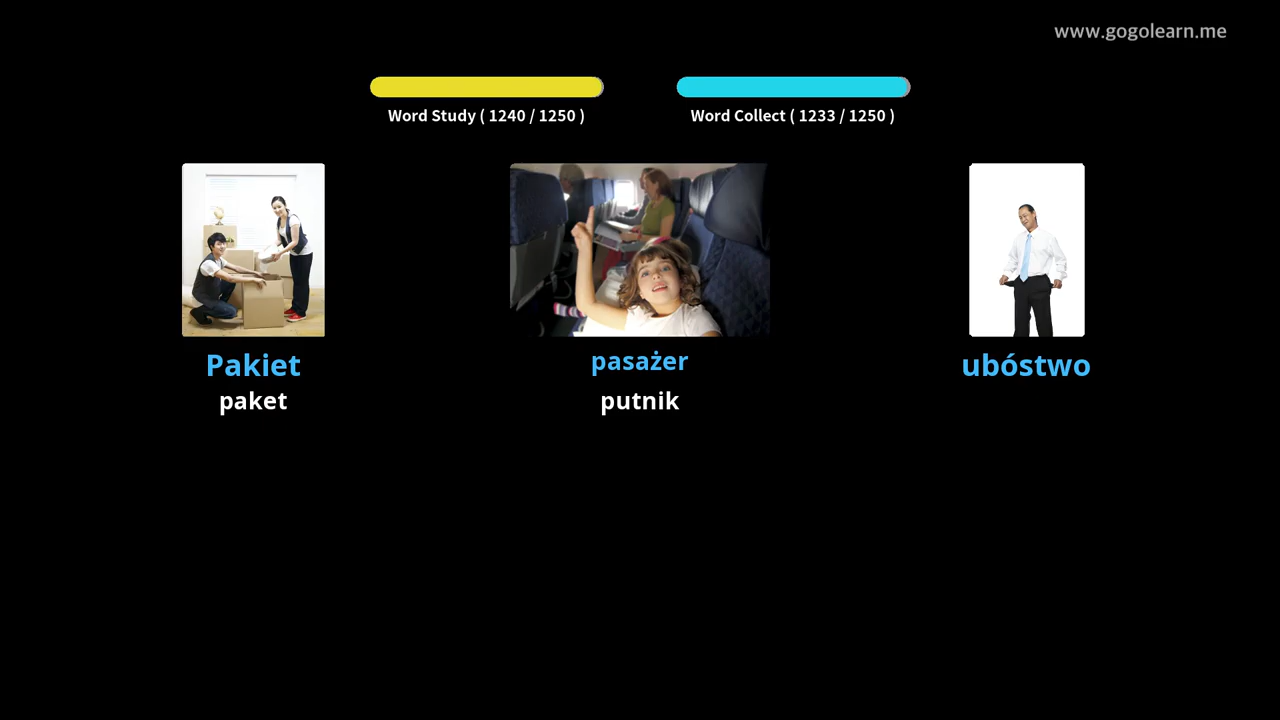 www.gogolearn.me
Word Study ( 1240 / 1250 )
Word Collect ( 1233 / 1250 )
Pakiet
paket
pasażer
putnik
ubóstwo